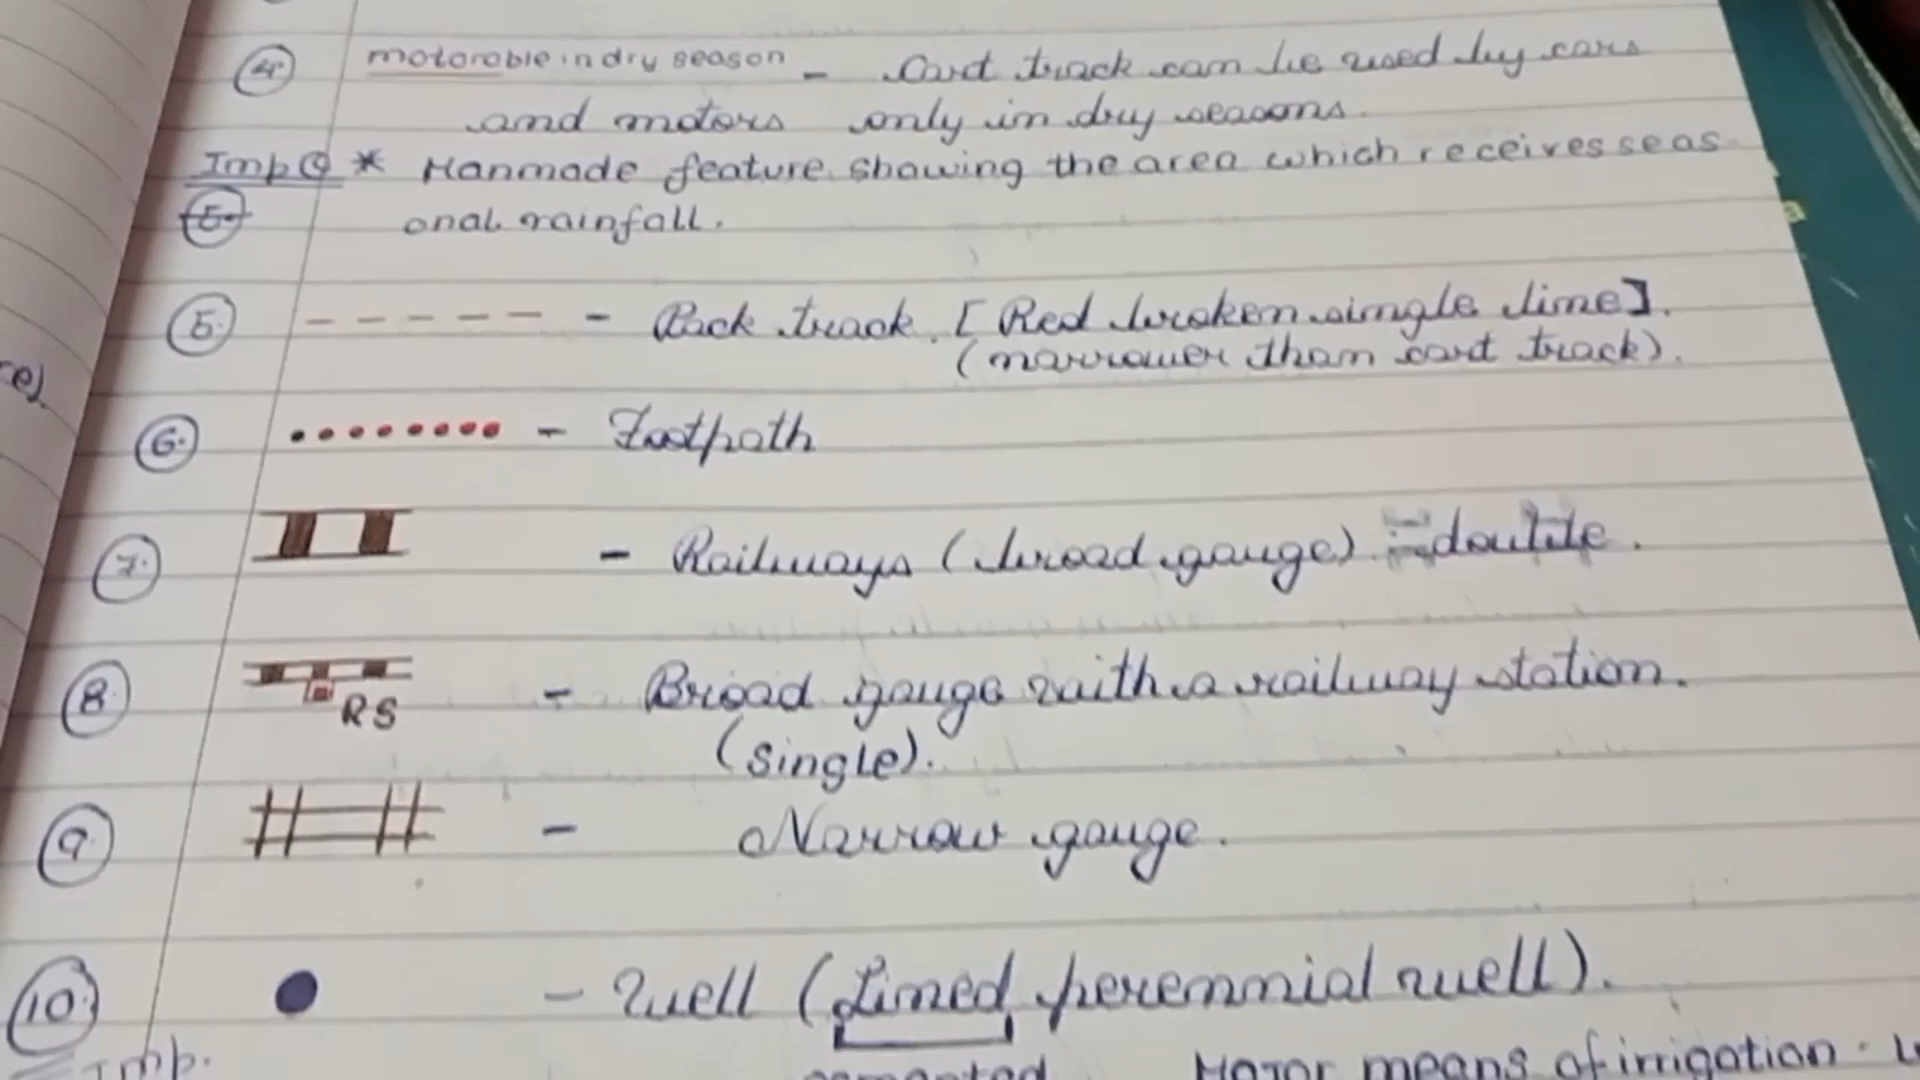 4. motorable in dry season - Cart track can be used by cars
and motors only in dry seasons.
Imp Q * Manmade feature showing the area which receives seas-
5. onal rainfall.
5. - Pack track. [Red broken single line].
(narrower than cart track).
6. - Footpath
7. - Railways (broad gauge) - double.
8. RS - Broad gauge with a railway station.
(single).
9. - Narrow gauge.
10. - Well (Lined perennial well).
Imp. cemented Major means of irrigation.
e).